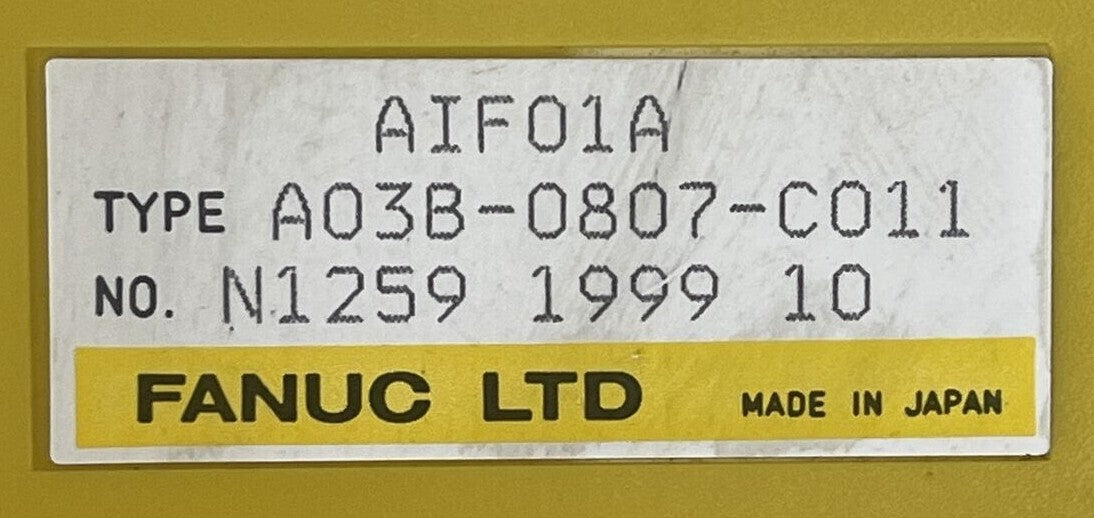 AIF01A
TYPE A03B-0807-C011
NO. N1259 1999 10
FANUC LTD MADE IN JAPAN